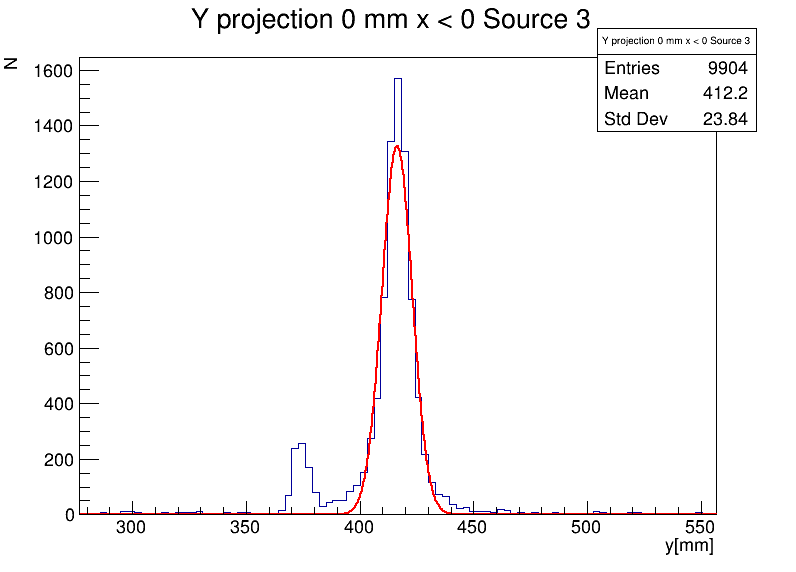 Y projection 0 mm x < 0 Source 3
Y projection 0 mm x < 0 Source 3
Entries 9904
Mean 412.2
Std Dev 23.84
N
1600
1400
1200
1000
800
600
400
200
0
300 350 400 450 500 550
y[mm]